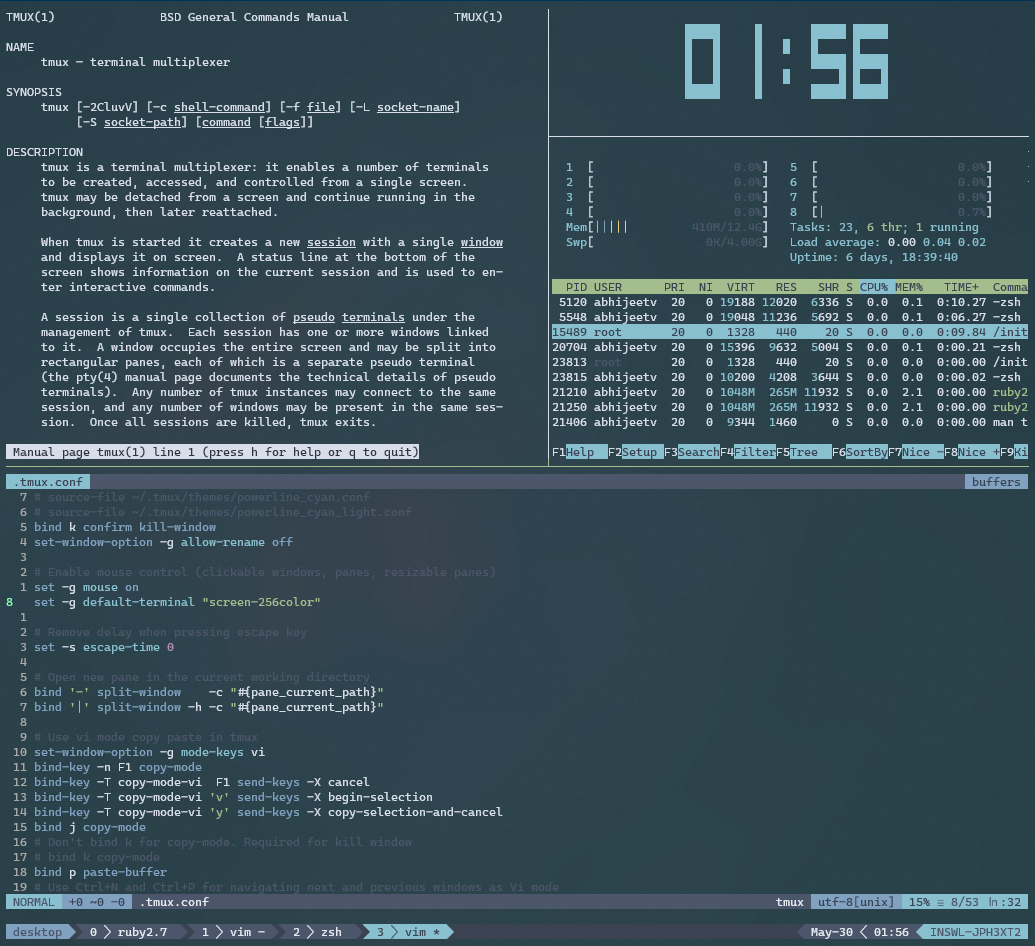 TMUX(1) BSD General Commands Manual TMUX(1)
NAME
tmux — terminal multiplexer
SYNOPSIS
tmux [-2CluvV] [-c shell-command] [-f file] [-L socket-name]
[-S socket-path] [command [flags]]
DESCRIPTION
tmux is a terminal multiplexer: it enables a number of terminals
to be created, accessed, and controlled from a single screen.
tmux may be detached from a screen and continue running in the
background, then later reattached.
When tmux is started it creates a new session with a single window
and displays it on screen. A status line at the bottom of the
screen shows information on the current session and is used to en-
ter interactive commands.
A session is a single collection of pseudo terminals under the
management of tmux. Each session has one or more windows linked
to it. A window occupies the entire screen and may be split into
rectangular panes, each of which is a separate pseudo terminal
(the pty(4) manual page documents the technical details of pseudo
terminals). Any number of tmux instances may connect to the same
session, and any number of windows may be present in the same ses-
sion. Once all sessions are killed, tmux exits.
Manual page tmux(1) line 1 (press h for help or q to quit)
01:56
1 [ 0.0%] 5 [ 0.0%]
2 [ 0.0%] 6 [ 0.0%]
3 [ 0.0%] 7 [ 0.0%]
4 [ 0.0%] 8 [| 0.7%]
Mem[||||| 410M/12.4G] Tasks: 23, 6 thr; 1 running
Swp[ 0K/4.00G] Load average: 0.00 0.04 0.02
Uptime: 6 days, 18:39:40
PID USER PRI NI VIRT RES SHR S CPU% MEM% TIME+ Comma
5120 abhijeetv 20 0 19188 12020 6336 S 0.0 0.1 0:10.27 -zsh
5548 abhijeetv 20 0 19048 11236 5692 S 0.0 0.1 0:06.27 -zsh
15489 root 20 0 1328 440 20 S 0.0 0.0 0:09.84 /init
20704 abhijeetv 20 0 15396 9632 5004 S 0.0 0.1 0:00.21 -zsh
23813 root 20 0 1328 440 20 S 0.0 0.0 0:00.00 /init
23815 abhijeetv 20 0 10200 4208 3644 S 0.0 0.0 0:00.02 -zsh
21210 abhijeetv 20 0 1048M 265M 11932 S 0.0 2.1 0:00.00 ruby2
21250 abhijeetv 20 0 1048M 265M 11932 S 0.0 2.1 0:00.00 ruby2
21406 abhijeetv 20 0 9344 1460 0 S 0.0 0.0 0:00.00 man t
F1Help F2Setup F3SearchF4FilterF5Tree F6SortByF7Nice -F8Nice +F9Ki
.tmux.conf buffers
7 # source-file ~/.tmux/themes/powerline_cyan.conf
6 # source-file ~/.tmux/themes/powerline_cyan_light.conf
5 bind k confirm kill-window
4 set-window-option -g allow-rename off
3
2 # Enable mouse control (clickable windows, panes, resizable panes)
1 set -g mouse on
8 set -g default-terminal "screen-256color"
1
2 # Remove delay when pressing escape key
3 set -s escape-time 0
4
5 # Open new pane in the current working directory
6 bind '-' split-window -c "#{pane_current_path}"
7 bind '|' split-window -h -c "#{pane_current_path}"
8
9 # Use vi mode copy paste in tmux
10 set-window-option -g mode-keys vi
11 bind-key -n F1 copy-mode
12 bind-key -T copy-mode-vi F1 send-keys -X cancel
13 bind-key -T copy-mode-vi 'v' send-keys -X begin-selection
14 bind-key -T copy-mode-vi 'y' send-keys -X copy-selection-and-cancel
15 bind j copy-mode
16 # Don't bind k for copy-mode. Required for kill window
17 # bind k copy-mode
18 bind p paste-buffer
19 # Use Ctrl+N and Ctrl+P for navigating next and previous windows as Vi mode
NORMAL +0 ~0 -0 .tmux.conf tmux utf-8[unix] 15% ≡ 8/53 ㏑:32
desktop 0 ruby2.7 1 vim - 2 zsh 3 vim * May-30 01:56 INSWL-JPH3XT2